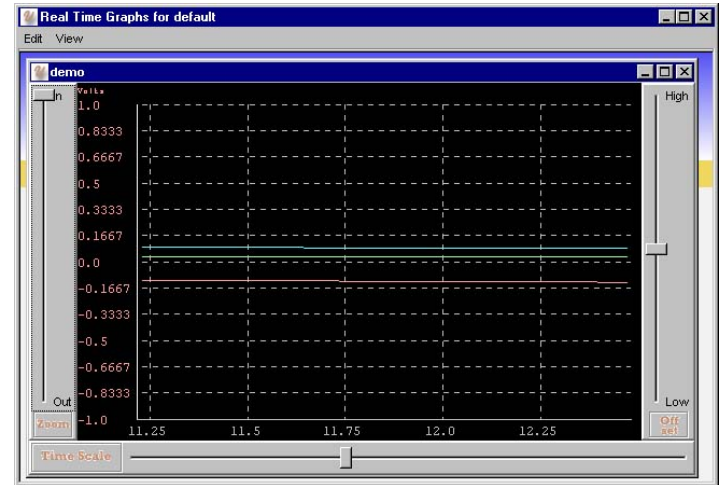 Real Time Graphs for default
Edit View
demo
In
Volts
High
1.0
0.8333
0.6667
0.5
0.3333
0.1667
0.0
-0.1667
-0.3333
-0.5
-0.6667
-0.8333
-1.0
Out
Low
Zoom
Off
set
11.25 11.5 11.75 12.0 12.25
Time Scale